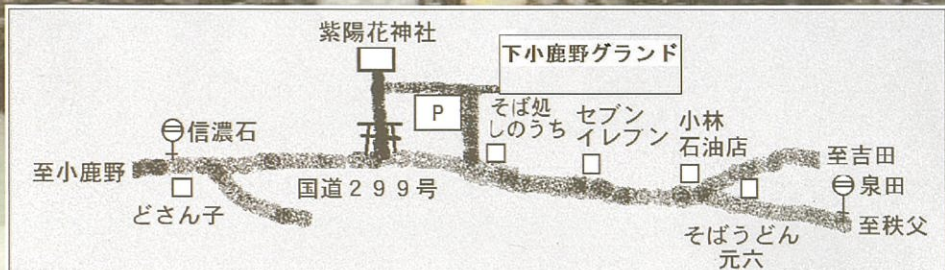 紫陽花神社
下小鹿野グランド
P
そば処
しのうち
セブン
イレブン
小林
石油店
信濃石
至小鹿野
至吉田
泉田
国道299号
どさん子
至秩父
そばうどん
元六